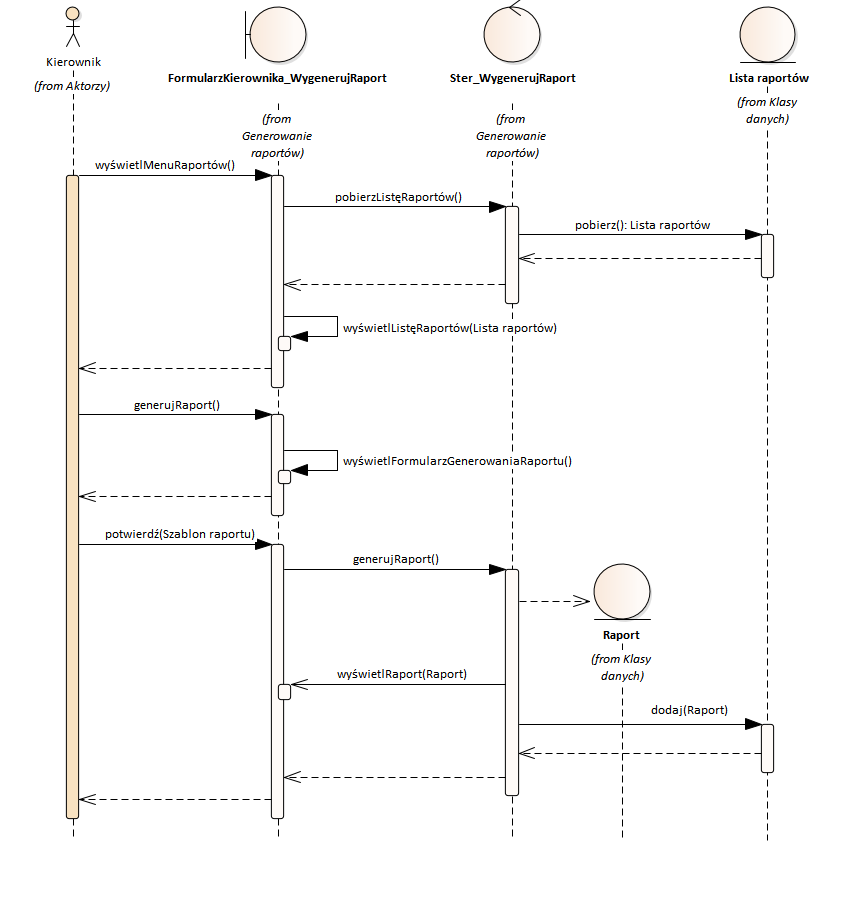 Kierownik
(from Aktorzy)
FormularzKierownika_WygenerujRaport
(from
Generowanie
raportów)
Ster_WygenerujRaport
(from
Generowanie
raportów)
Lista raportów
(from Klasy
danych)
wyświetlMenuRaportów()
pobierzListęRaportów()
pobierz(): Lista raportów
wyświetlListęRaportów(Lista raportów)
generujRaport()
wyświetlFormularzGenerowaniaRaportu()
potwierdź(Szablon raportu)
generujRaport()
Raport
(from Klasy
danych)
wyświetlRaport(Raport)
dodaj(Raport)